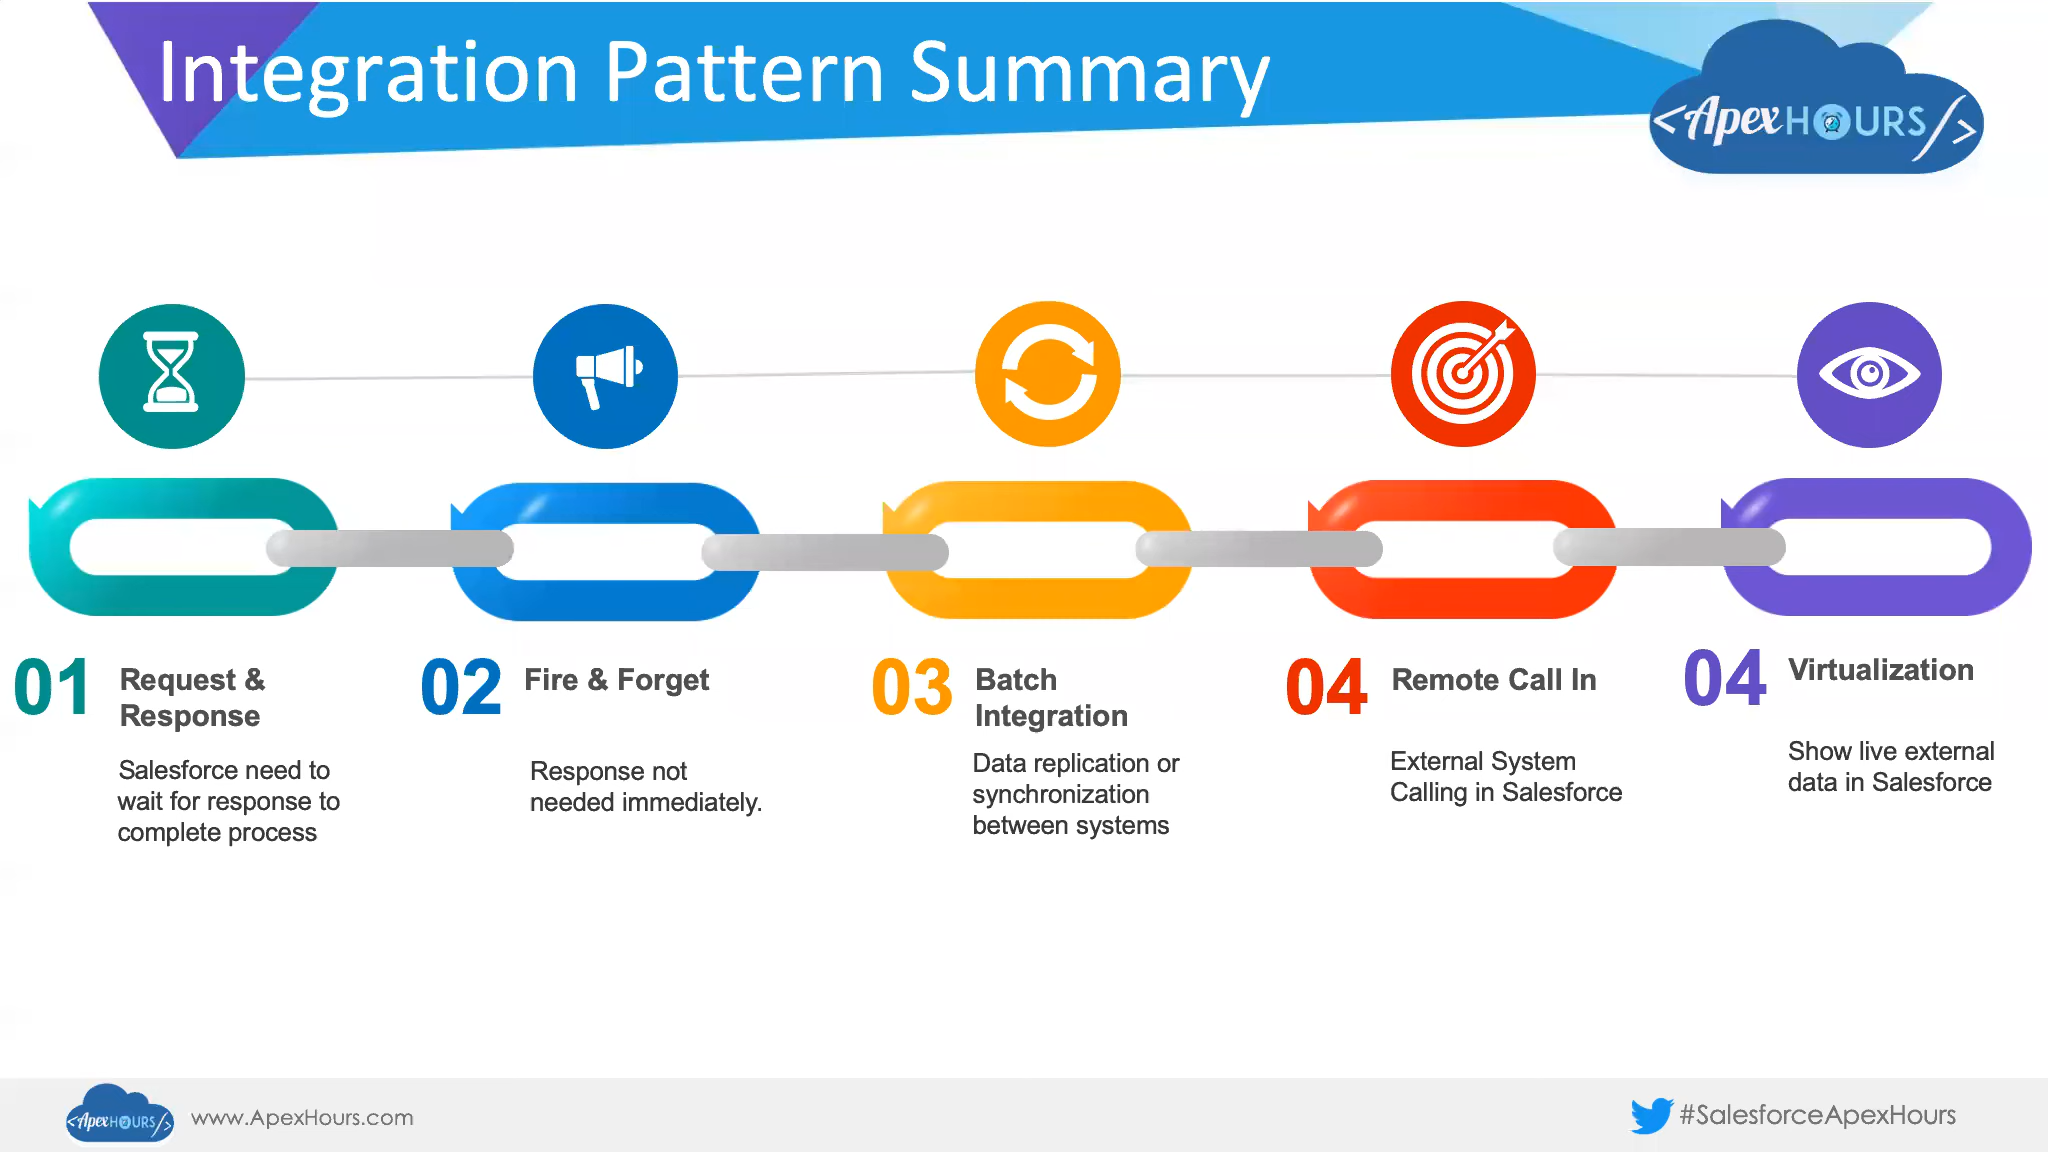 Integration Pattern Summary
<ApexHOURS/>
01
Request &
Response
Salesforce need to
wait for response to
complete process
02
Fire & Forget
Response not
needed immediately.
03
Batch
Integration
Data replication or
synchronization
between systems
04
Remote Call In
External System
Calling in Salesforce
04
Virtualization
Show live external
data in Salesforce
<ApexHOURS/>
www.ApexHours.com
#SalesforceApexHours